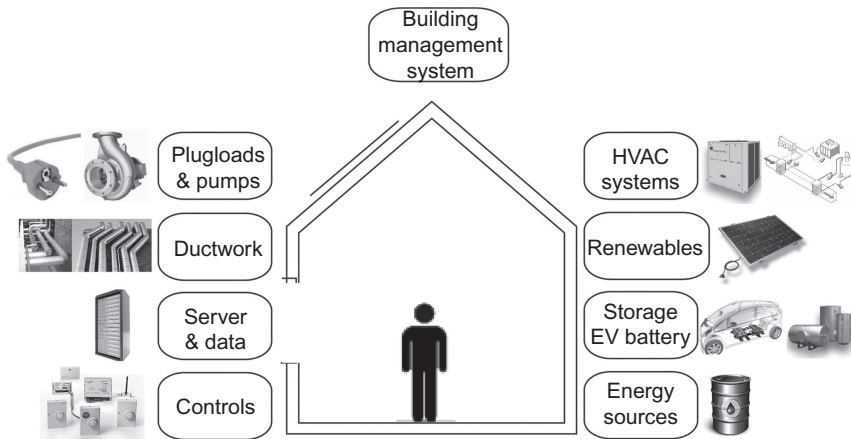 Building
management
system
Plugloads
& pumps
Ductwork
Server
& data
Controls
HVAC
systems
Renewables
Storage
EV battery
Energy
sources